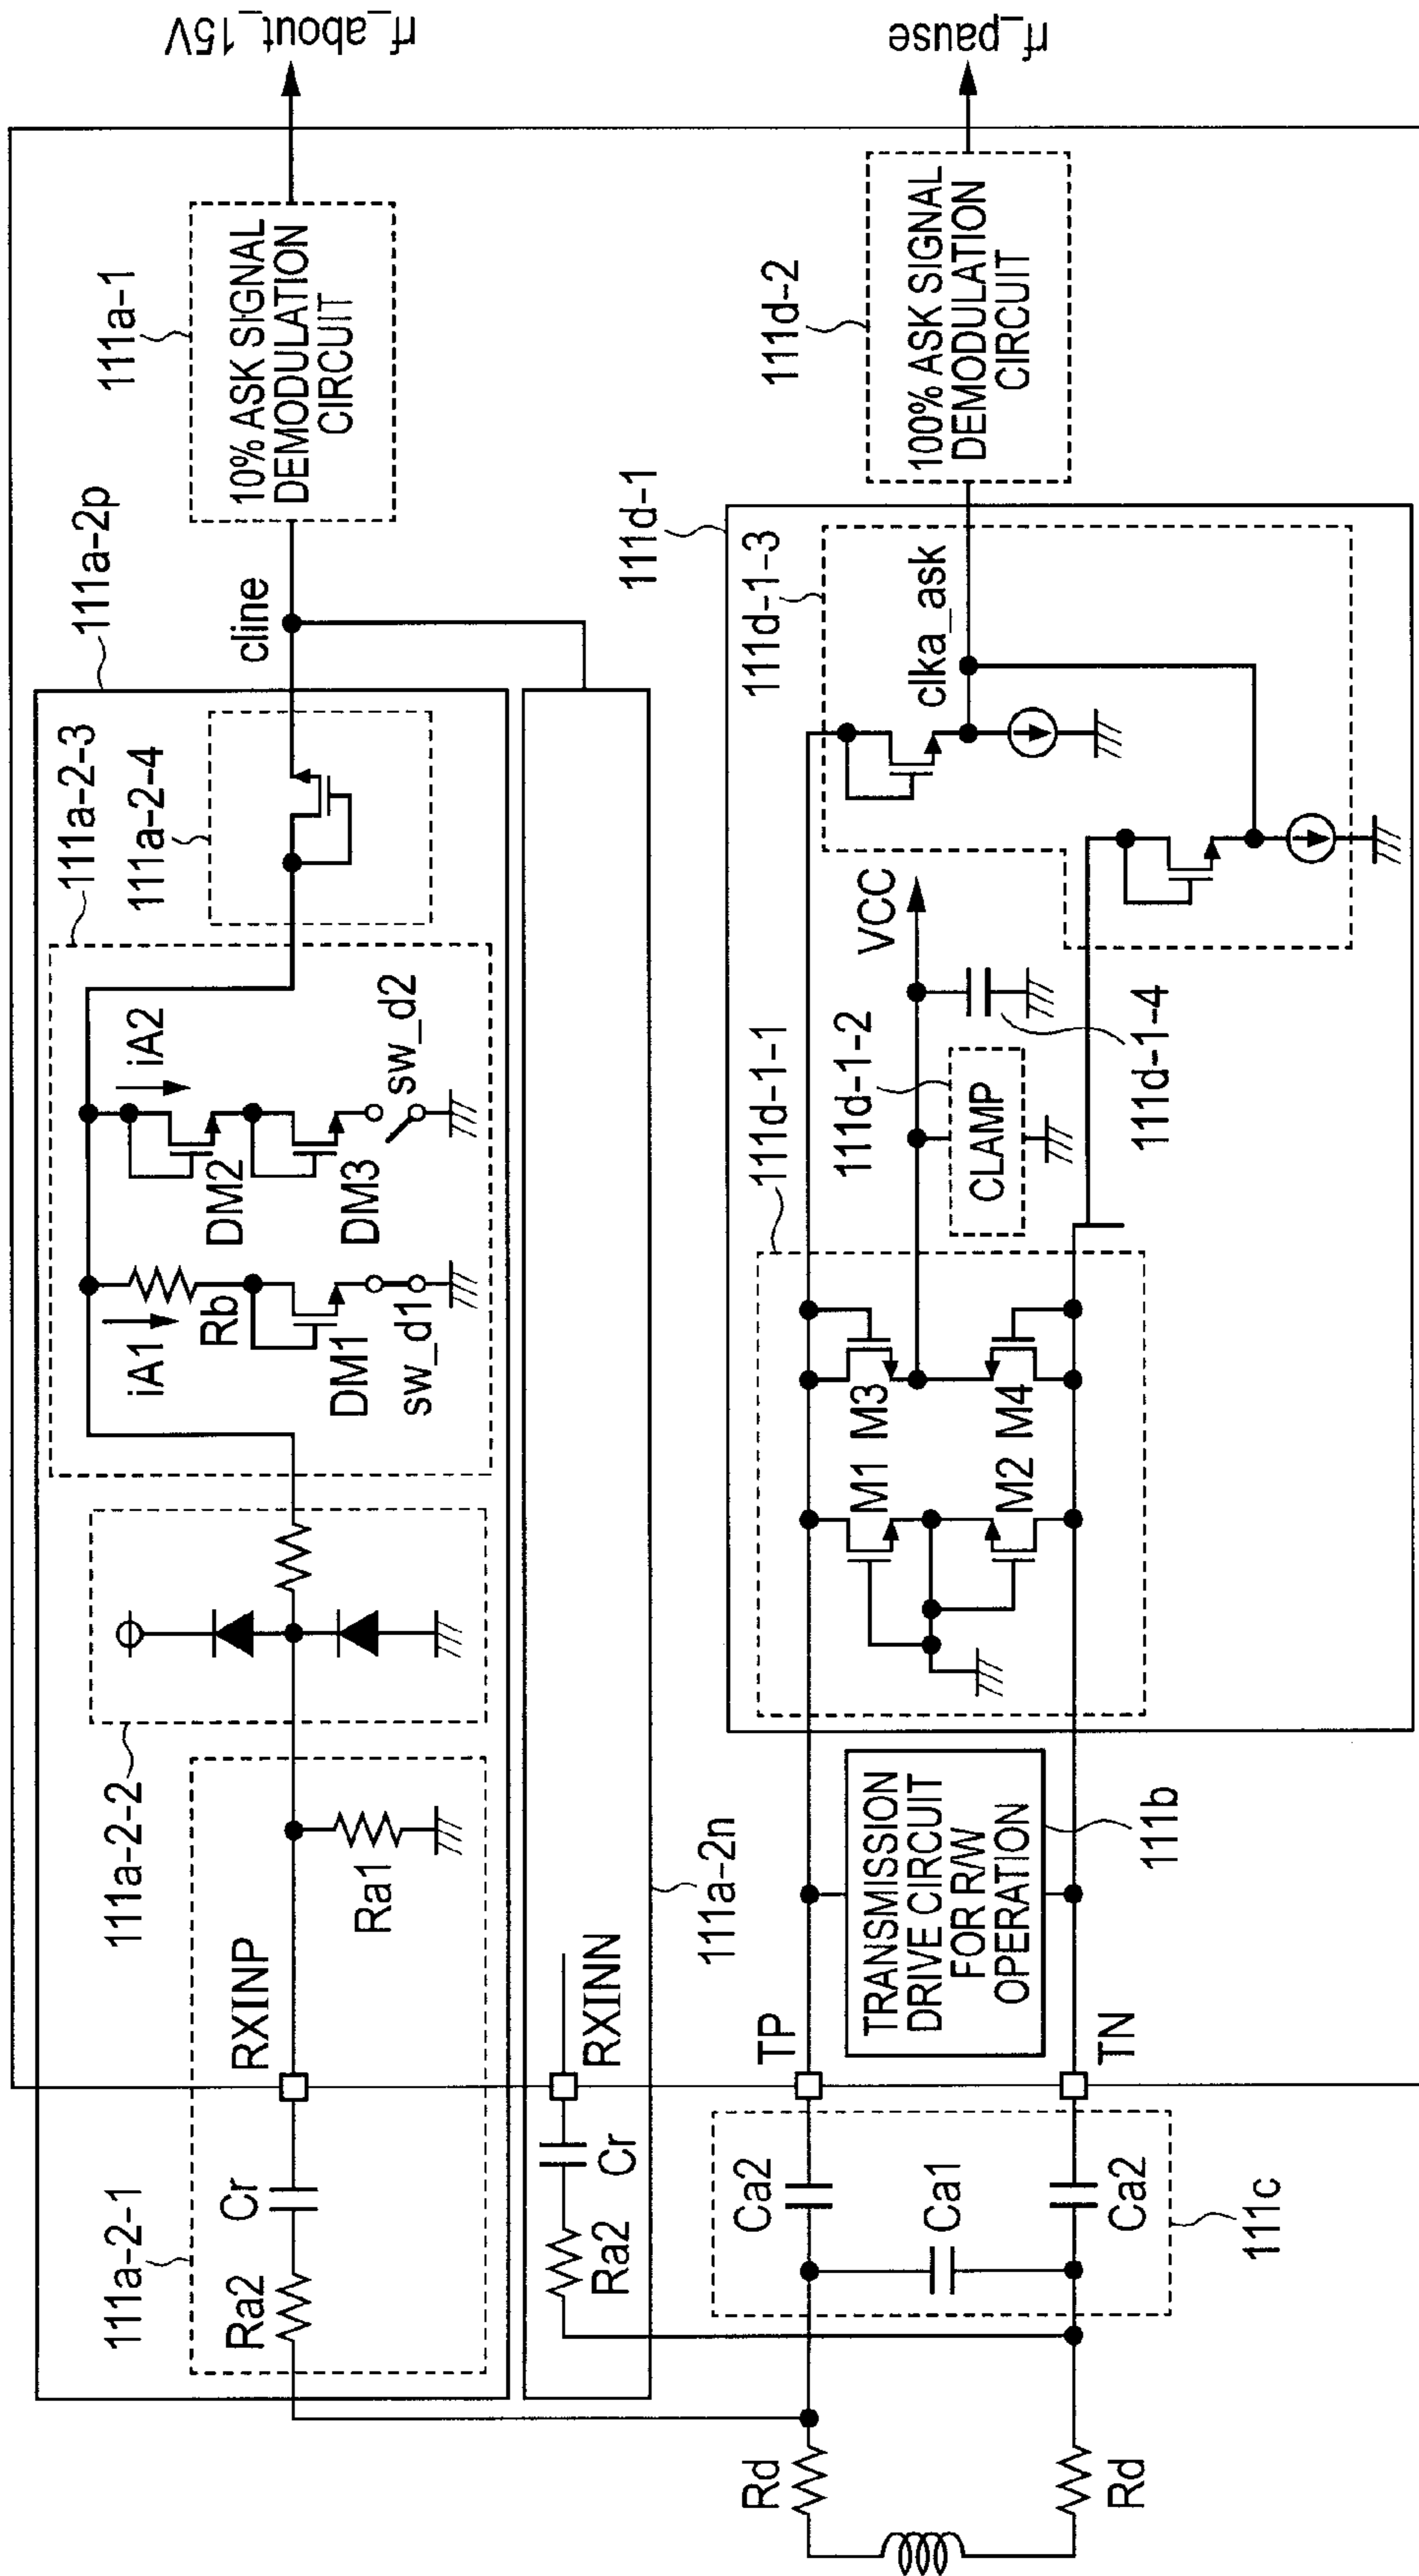 111a-2-1
Ra2
Cr
RXINP
Ra1
111a-2-2
111a-2-3
iA1
Rb
DM1
sw_d1
iA2
DM2
DM3
sw_d2
111a-2-4
111a-2p
cline
111a-1
10% ASK SIGNAL
DEMODULATION
CIRCUIT
rf_about_15V
Ra2
Cr
RXINN
111a-2n
Rd
Rd
Ca2
Ca1
Ca2
111c
TP
TN
TRANSMISSION
DRIVE CIRCUIT
FOR R/W
OPERATION
111b
111d-1-1
M1
M3
M2
M4
111d-1-2
CLAMP
VCC
111d-1-4
111d-1-3
clka_ask
111d-1
111d-2
100% ASK SIGNAL
DEMODULATION
CIRCUIT
rf_pause